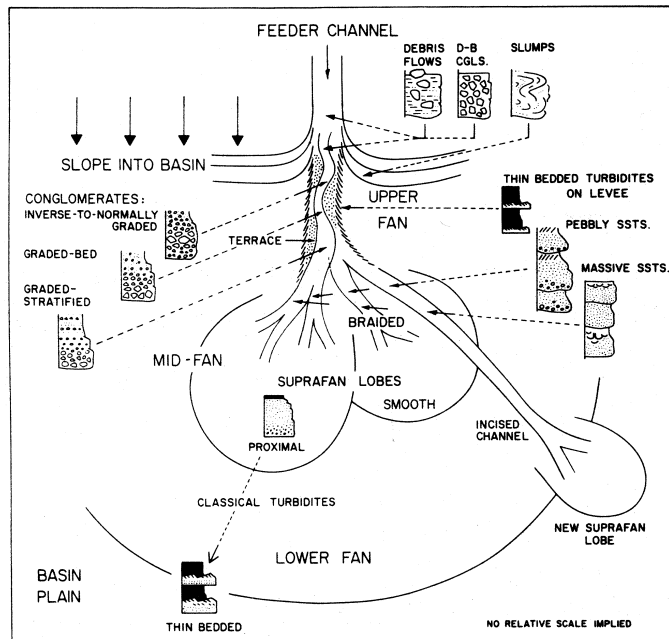 FEEDER CHANNEL
DEBRIS
FLOWS
D-B
CGLS.
SLUMPS
SLOPE INTO BASIN
THIN BEDDED TURBIDITES
ON LEVEE
CONGLOMERATES:
INVERSE-TO-NORMALLY
GRADED
UPPER
FAN
PEBBLY SSTS.
TERRACE
GRADED-BED
MASSIVE SSTS.
GRADED-
STRATIFIED
BRAIDED
MID-FAN
SUPRAFAN LOBES
SMOOTH
INCISED
CHANNEL
PROXIMAL
CLASSICAL TURBIDITES
NEW SUPRAFAN
LOBE
LOWER FAN
BASIN
PLAIN
THIN BEDDED
NO RELATIVE SCALE IMPLIED